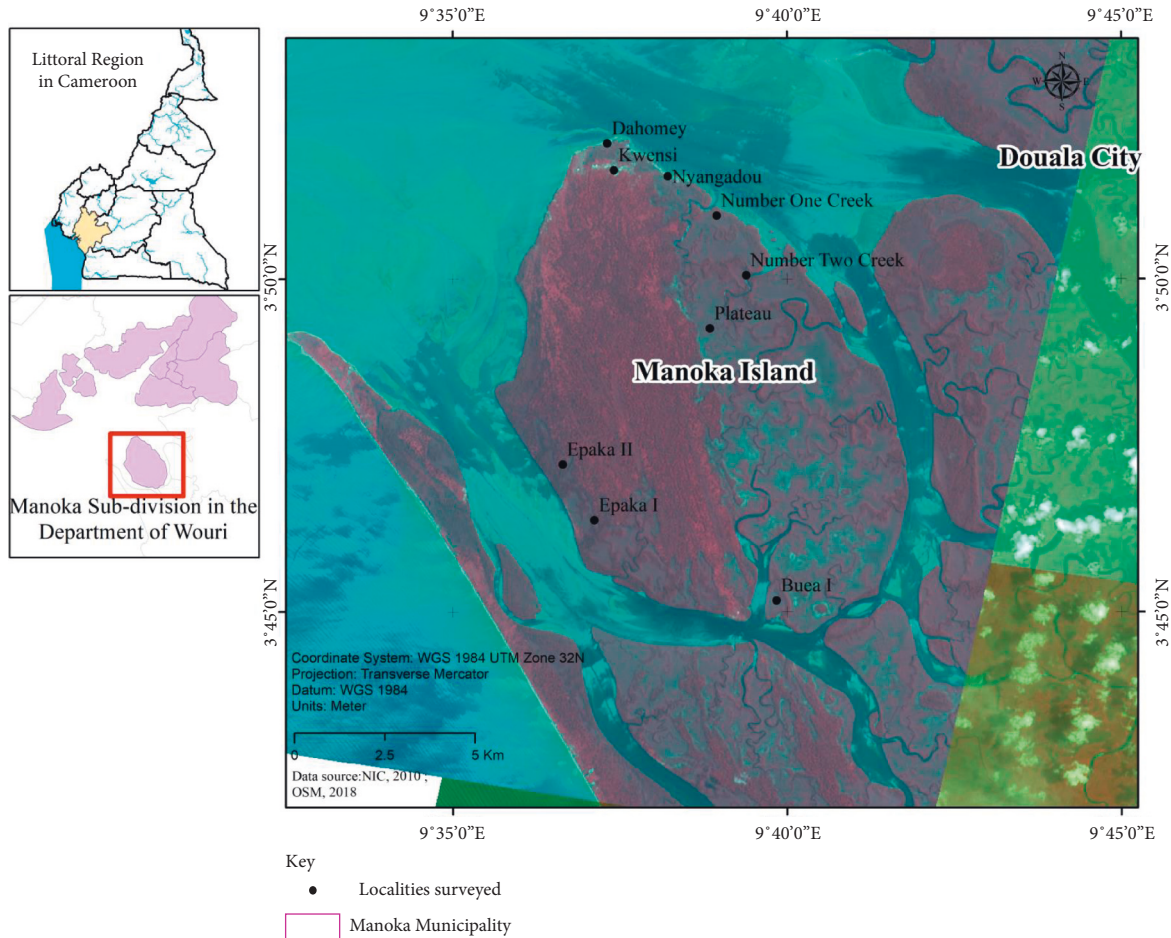 Littoral Region
in Cameroon
Manoka Sub-division in the
Department of Wouri
9°35’0”E
9°40’0”E
9°45’0”E
N
W
E
S
Dahomey
Kwensi
Nyangadou
Douala City
Number One Creek
Number Two Creek
3°50’0”N
3°50’0”N
Plateau
Manoka Island
Epaka II
Epaka I
Buea I
3°45’0”N
3°45’0”N
Coordinate System: WGS 1984 UTM Zone 32N
Projection: Transverse Mercator
Datum: WGS 1984
Units: Meter
0 2.5 5 Km
Data source:NIC, 2010 ;
OSM, 2018
9°35’0”E
9°40’0”E
9°45’0”E
Key
Localities surveyed
Manoka Municipality